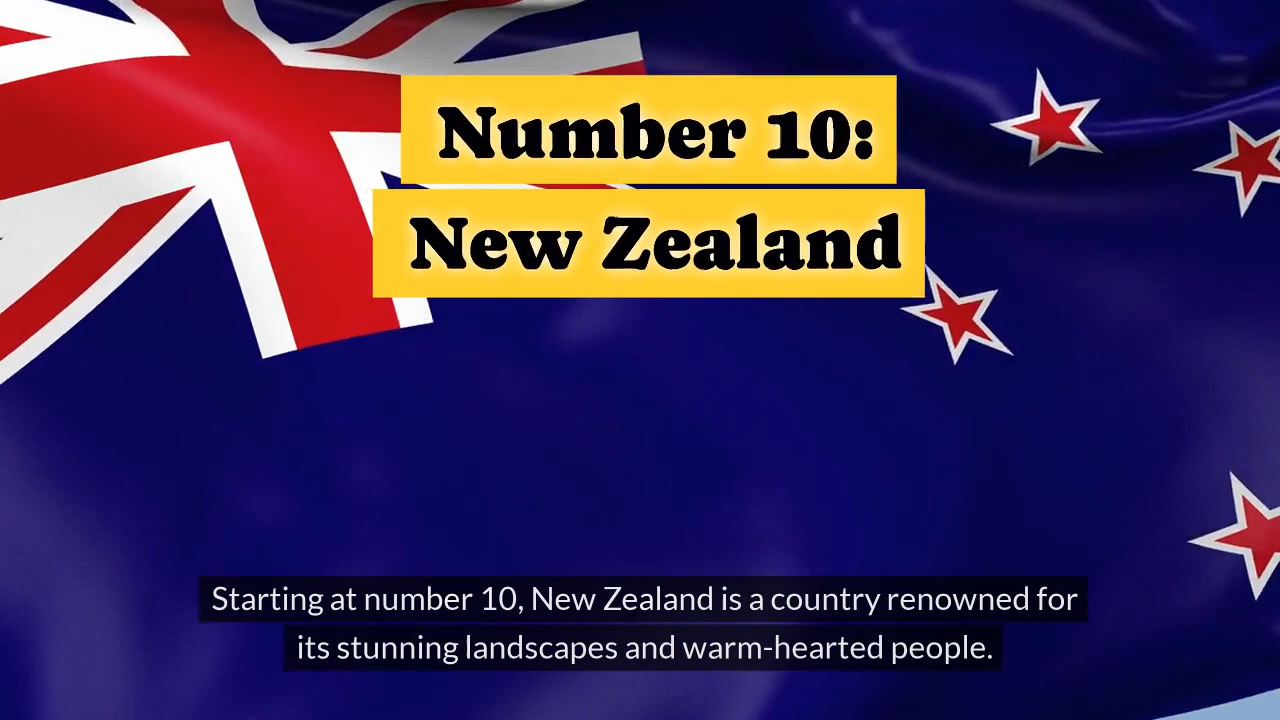 Number 10:
New Zealand
Starting at number 10, New Zealand is a country renowned for
its stunning landscapes and warm-hearted people.